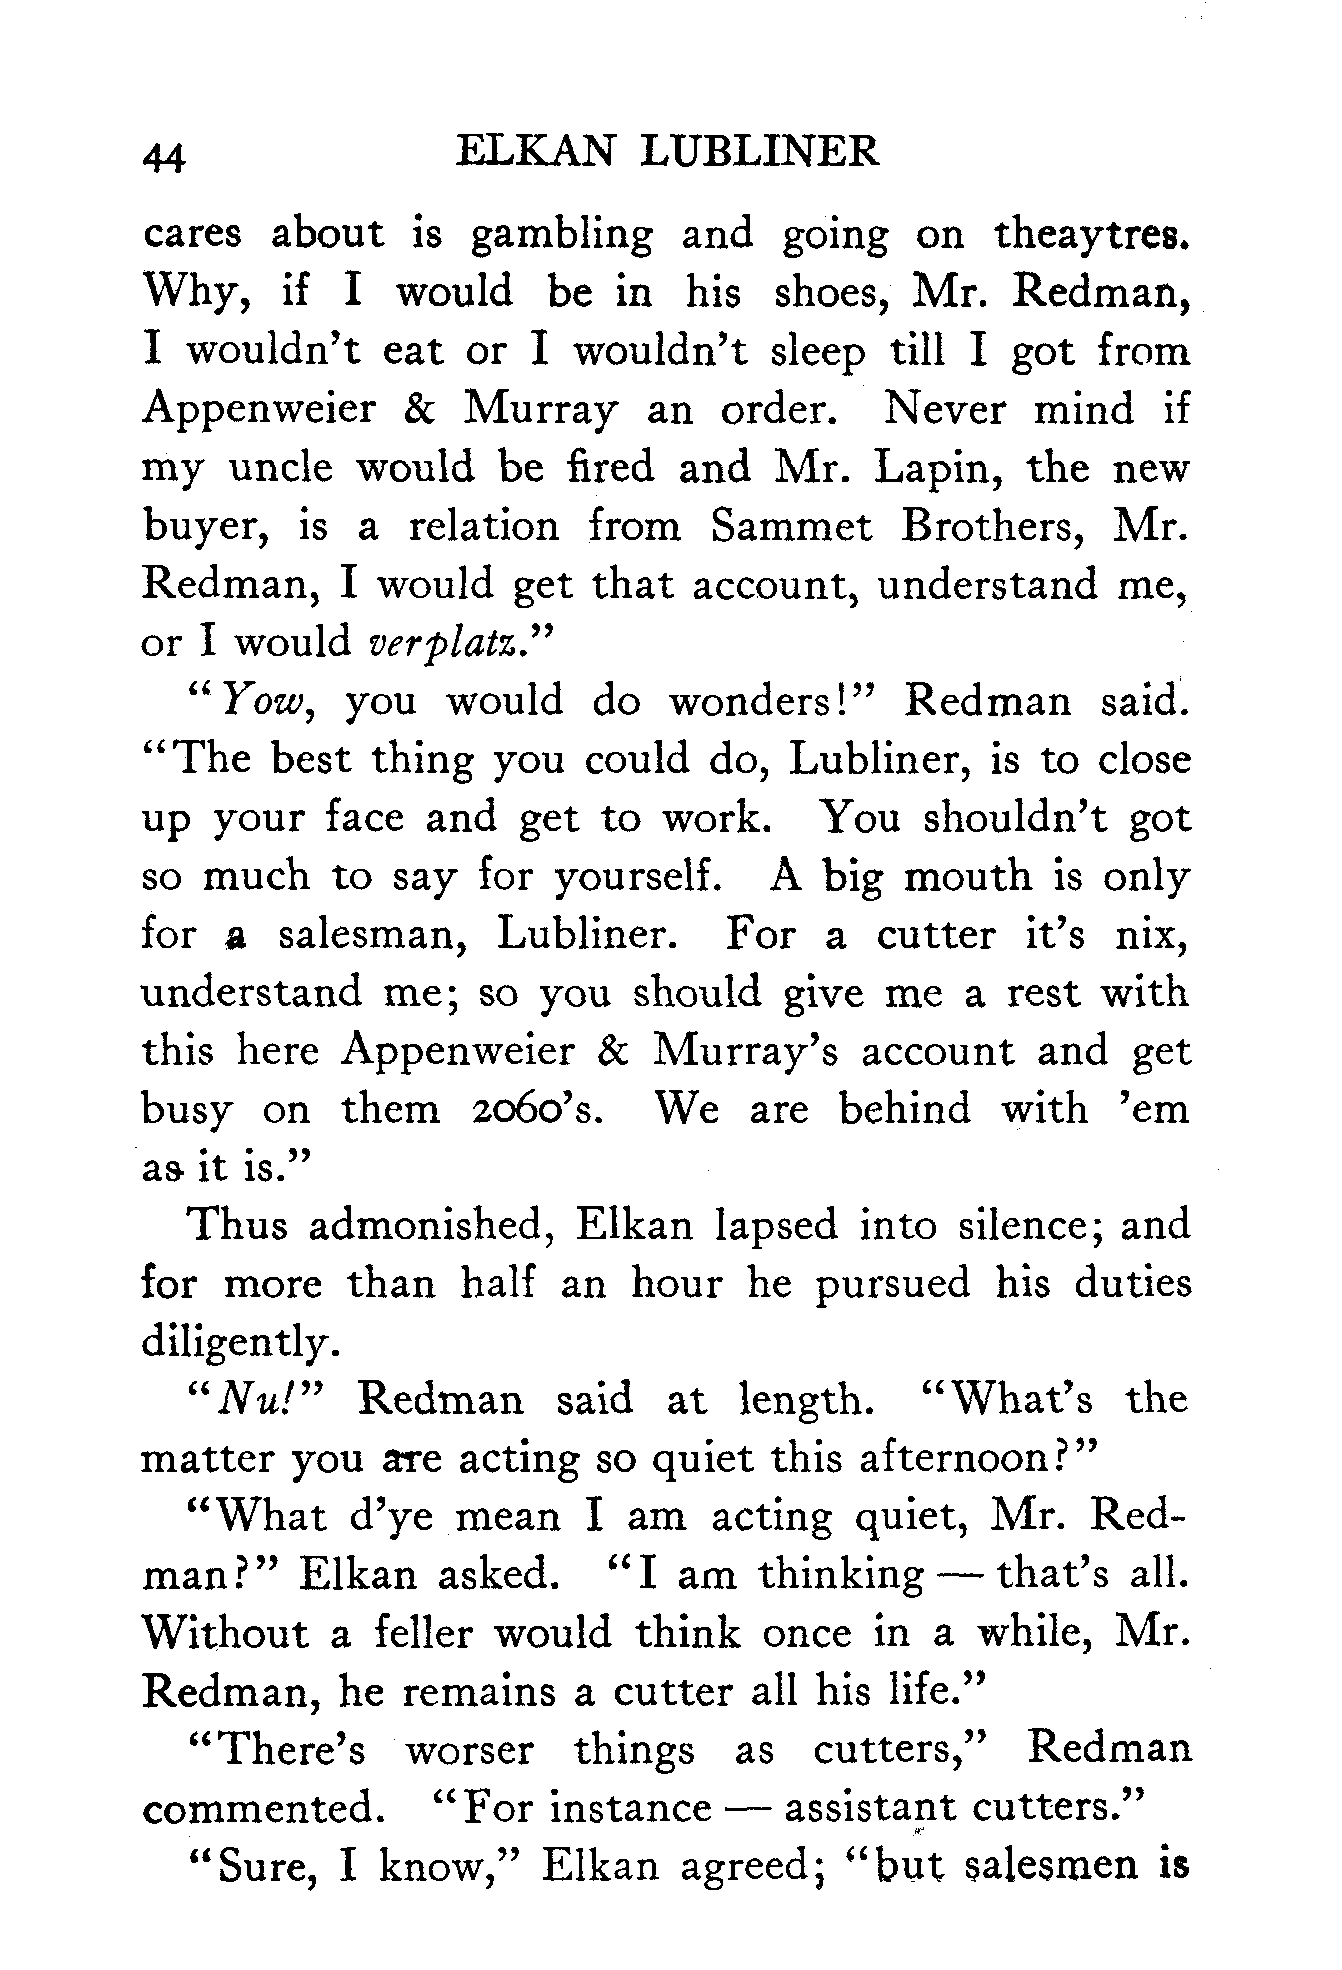 44 ELKAN LUBLINER
cares about is gambling and going on theaytres.
Why, if I would be in his shoes, Mr. Redman,
I wouldn't eat or I wouldn't sleep till I got from
Appenweier & Murray an order. Never mind if
my uncle would be fired and Mr. Lapin, the new
buyer, is a relation from Sammet Brothers, Mr.
Redman, I would get that account, understand me,
or I would verplatz."
"Yow, you would do wonders!" Redman said.
"The best thing you could do, Lubliner, is to close
up your face and get to work. You shouldn't got
so much to say for yourself. A big mouth is only
for a salesman, Lubliner. For a cutter it's nix,
understand me; so you should give me a rest with
this here Appenweier & Murray's account and get
busy on them 2060's. We are behind with 'em
as it is."
Thus admonished, Elkan lapsed into silence; and
for more than half an hour he pursued his duties
diligently.
"Nu!" Redman said at length. "What's the
matter you are acting so quiet this afternoon?"
"What d'ye mean I am acting quiet, Mr. Red-
man?" Elkan asked. "I am thinking — that's all.
Without a feller would think once in a while, Mr.
Redman, he remains a cutter all his life."
"There's worser things as cutters," Redman
commented. "For instance — assistant cutters."
"Sure, I know," Elkan agreed; "but salesmen is